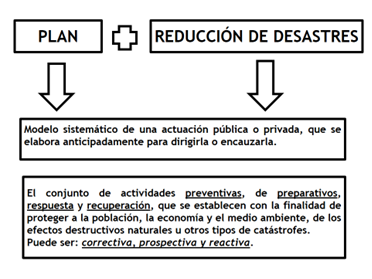 PLAN
REDUCCIÓN DE DESASTRES
Modelo sistemático de una actuación pública o privada, que se
elabora anticipadamente para dirigirla o encauzarla.
El conjunto de actividades preventivas, de preparativos,
respuesta y recuperación, que se establecen con la finalidad de
proteger a la población, la economía y el medio ambiente, de los
efectos destructivos naturales u otros tipos de catástrofes.
Puede ser: correctiva, prospectiva y reactiva.